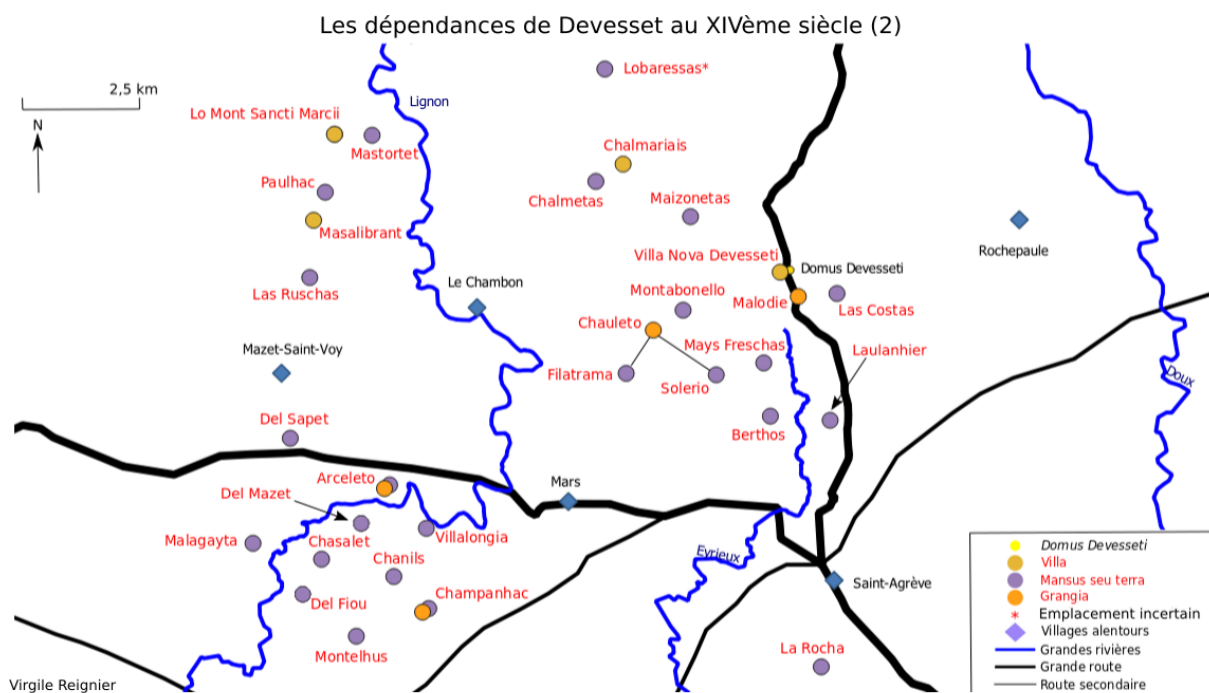 Les dépendances de Devesset au XIVème siècle (2)
2,5 km
N
Lignon
Lobaressas*
Lo Mont Sancti Marcii
Mastortet
Chalmariais
Paulhac
Chalmetas
Maizonetas
Masalibrant
Rochepaule
Villa Nova Devesseti
Domus Devesseti
Las Ruschas
Le Chambon
Montabonello
Malodie
Las Costas
Chauleto
Mazet-Saint-Voy
Mays Freschas
Laulanhier
Filatrama
Solerio
Doux
Del Sapet
Berthos
Arceleto
Mars
Del Mazet
Malagayta
Chasalet
Villalongia
Chanils
Evrieux
Saint-Agrève
Del Fiou
Champanhac
Montelhus
La Rocha
Domus Devesseti
Villa
Mansus seu terra
Grangia
* Emplacement incertain
Villages alentours
Grandes rivières
Grande route
Route secondaire
Virgile Reignier